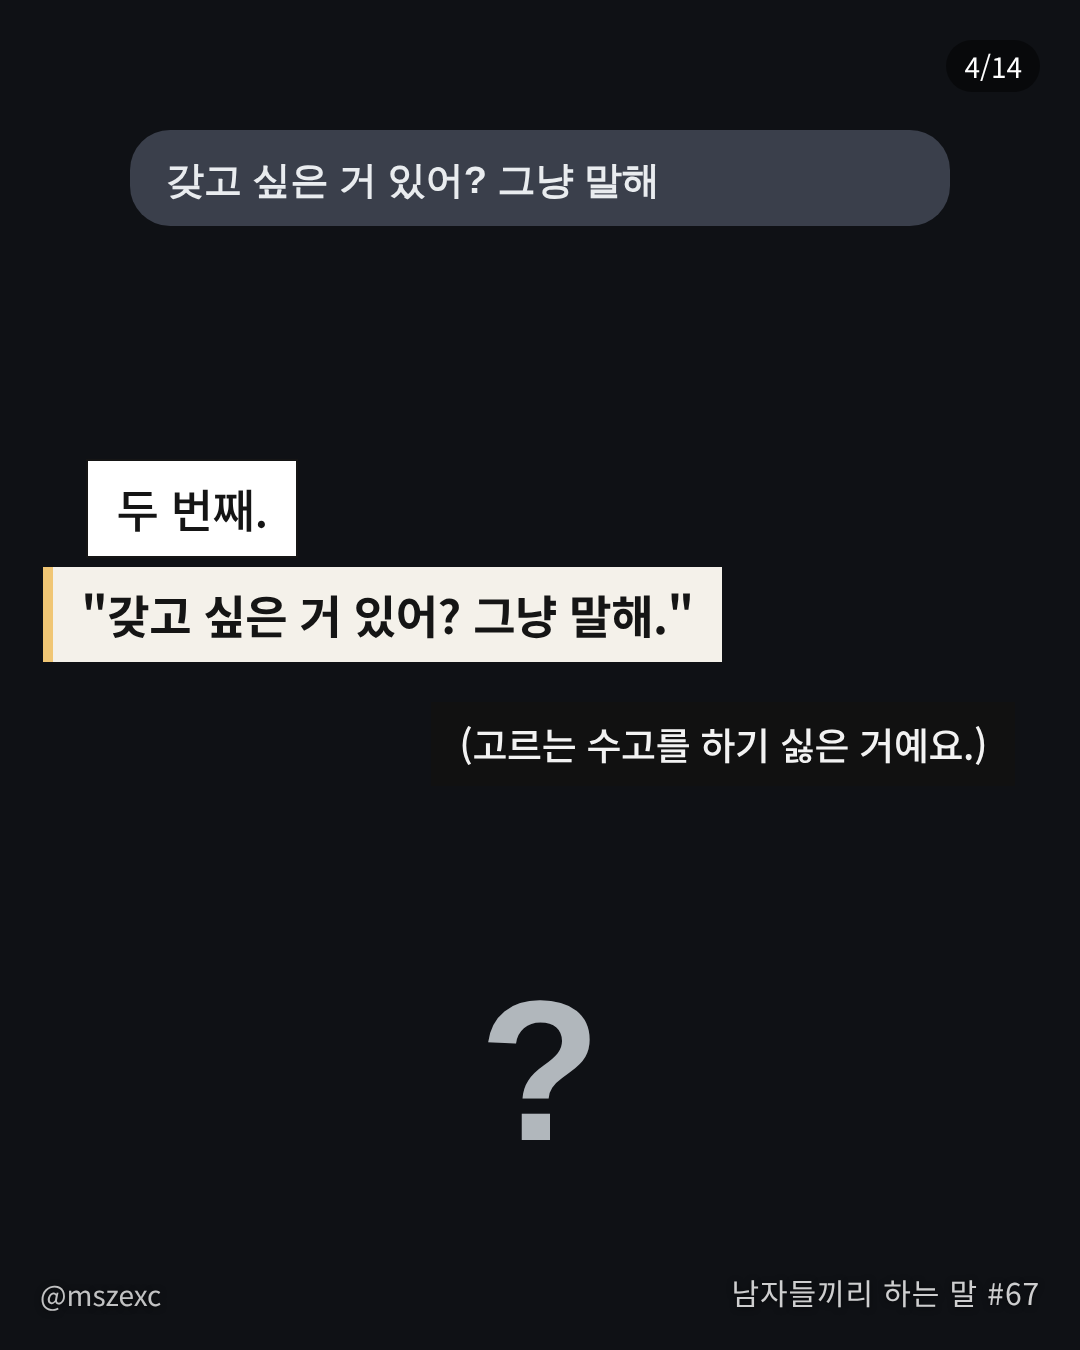 4/14
갖고 싶은 거 있어? 그냥 말해
두 번째.
"갖고 싶은 거 있어? 그냥 말해."
(고르는 수고를 하기 싫은 거예요.)
?
@mszexc
남자들끼리 하는 말 #67